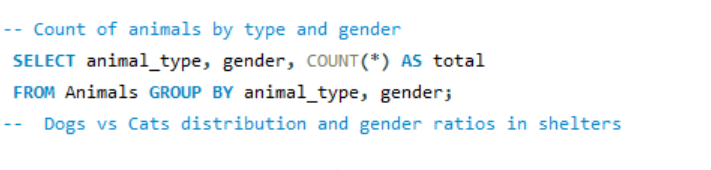 -- Count of animals by type and gender
SELECT animal_type, gender, COUNT(*) AS total
FROM Animals GROUP BY animal_type, gender;
--  Dogs vs Cats distribution and gender ratios in shelters